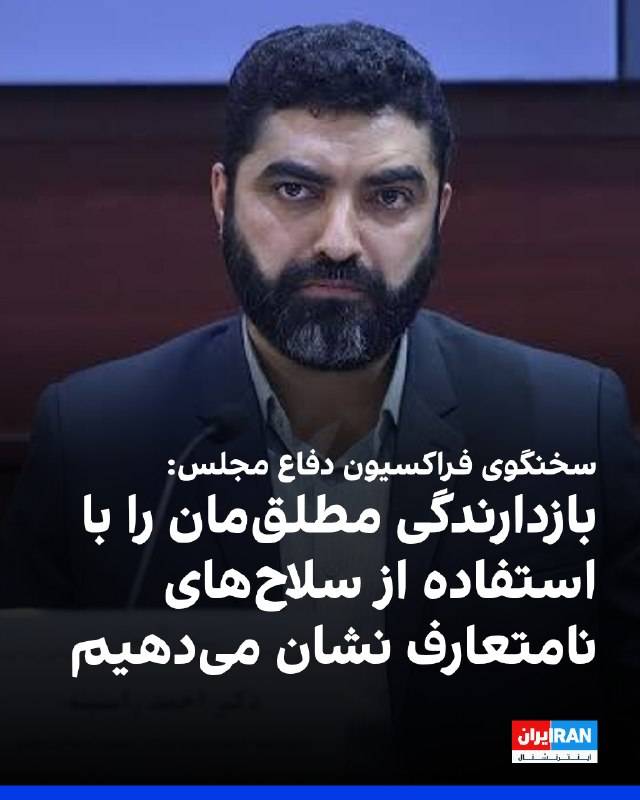 سخنگوی فراکسیون دفاع مجلس:
بازدارندگی مطلق‌مان را با
استفاده از سلاح‌های
نامتعارف نشان می‌دهیم
ایران IRAN
اینترنشنال